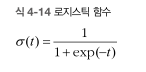 식 4-14 로지스틱 함수
σ(t) = 1 / (1 + exp(−t))